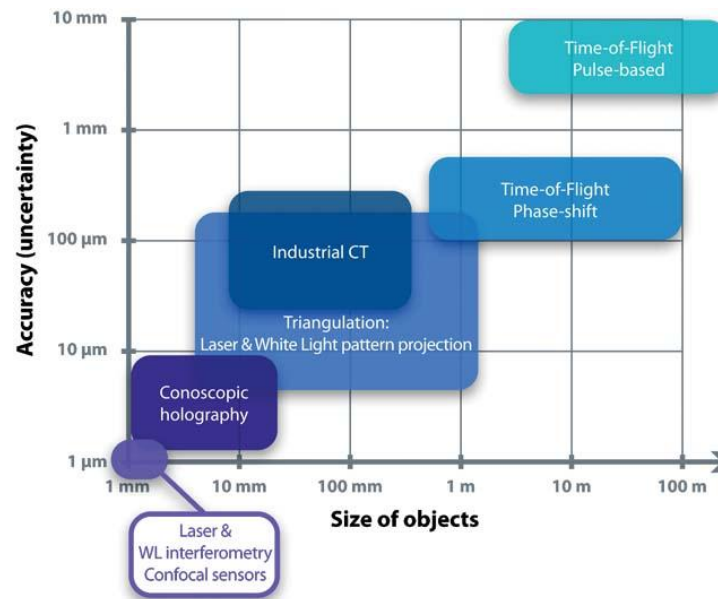 10 mm
1 mm
100 µm
10 µm
1 µm
Accuracy (uncertainty)
Time-of-Flight
Pulse-based
Time-of-Flight
Phase-shift
Industrial CT
Triangulation:
Laser & White Light pattern projection
Conoscopic
holography
1 mm
10 mm
100 mm
1 m
10 m
100 m
Size of objects
Laser &
WL interferometry
Confocal sensors